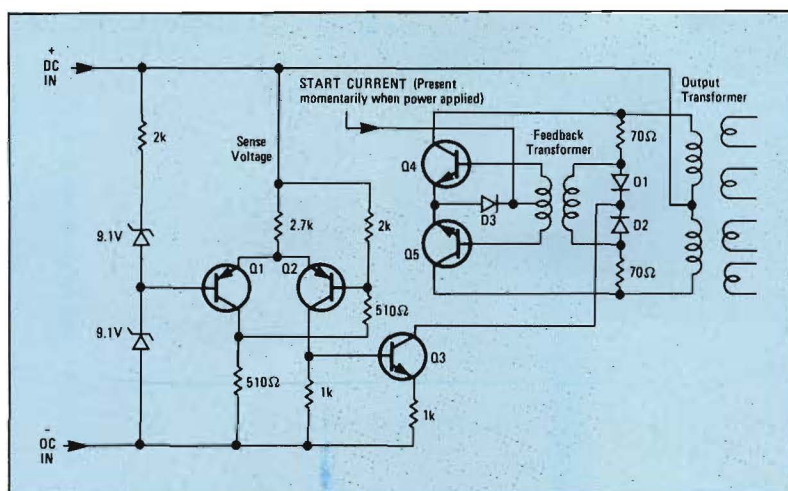 +
DC
IN
2k
9.1V
9.1V
Sense
Voltage
2.7k
2k
Q1
Q2
510Ω
510Ω
1k
Q3
1k
START CURRENT (Present
momentarily when power applied)
Q4
Q5
D3
Feedback
Transformer
70Ω
D1
D2
70Ω
Output
Transformer
–
DC
IN